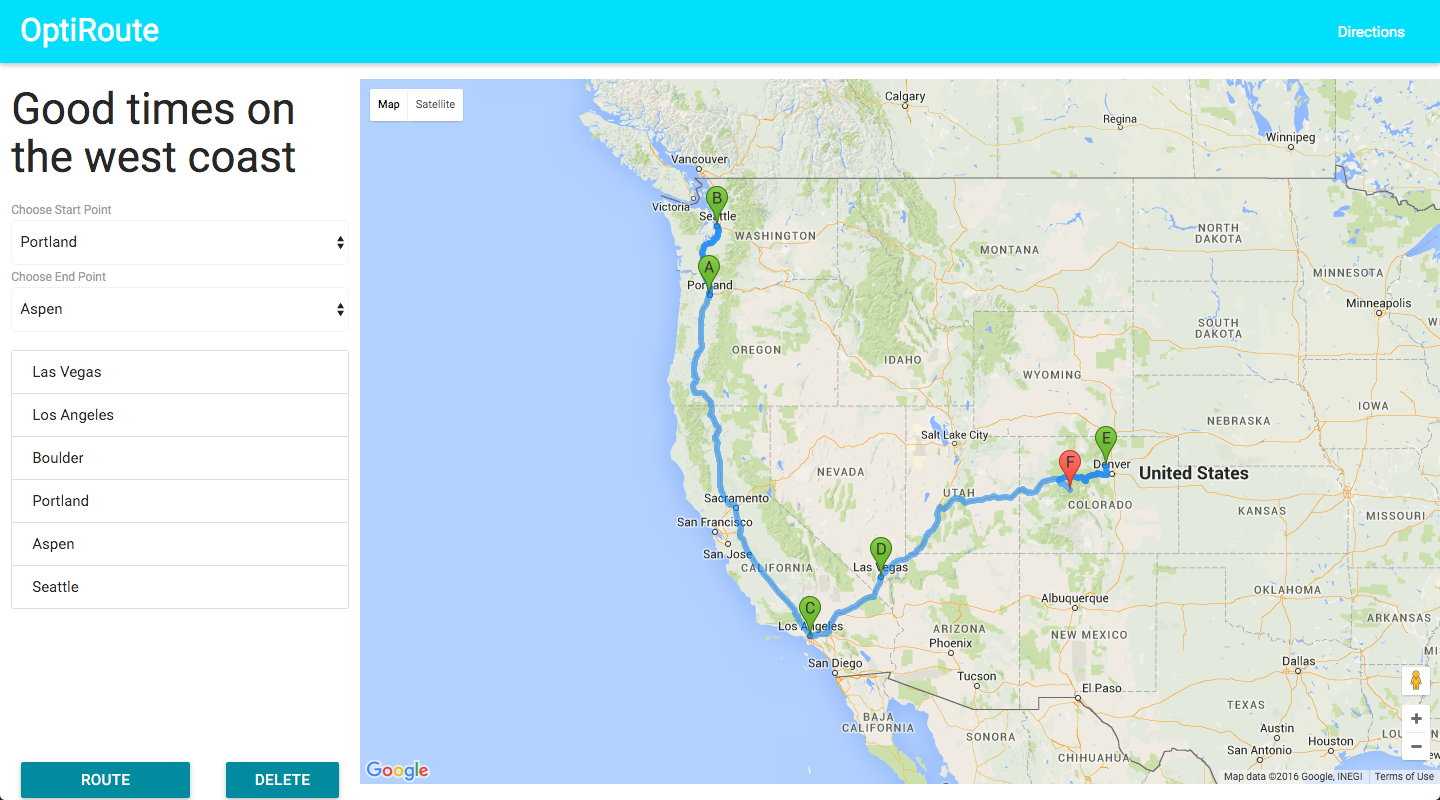 OptiRoute
Directions
Good times on
the west coast
Choose Start Point
Portland
Choose End Point
Aspen
Las Vegas
Los Angeles
Boulder
Portland
Aspen
Seattle
ROUTE
DELETE
Map
Satellite
Calgary
Regina
Winnipeg
Vancouver
Victoria
B
Seattle
WASHINGTON
NORTH
DAKOTA
MONTANA
A
Portland
MINNESOTA
Minneapolis
WI
SOUTH
DAKOTA
OREGON
IDAHO
WYOMING
IOWA
NEBRASKA
Salt Lake City
E
Denver
United States
F
NEVADA
UTAH
COLORADO
KANSAS
MISSOURI
Sacramento
San Francisco
San Jose
CALIFORNIA
D
Las Vegas
C
Los Angeles
Albuquerque
OKLAHOMA
ARKANSAS
ARIZONA
Phoenix
NEW MEXICO
MIS
San Diego
Tucson
Dallas
El Paso
TEXAS
BAJA
CALIFORNIA
SONORA
Austin
San Antonio
Houston
LOU
CHIHUAHUA
Google
Map data ©2016 Google, INEGI
Terms of Use